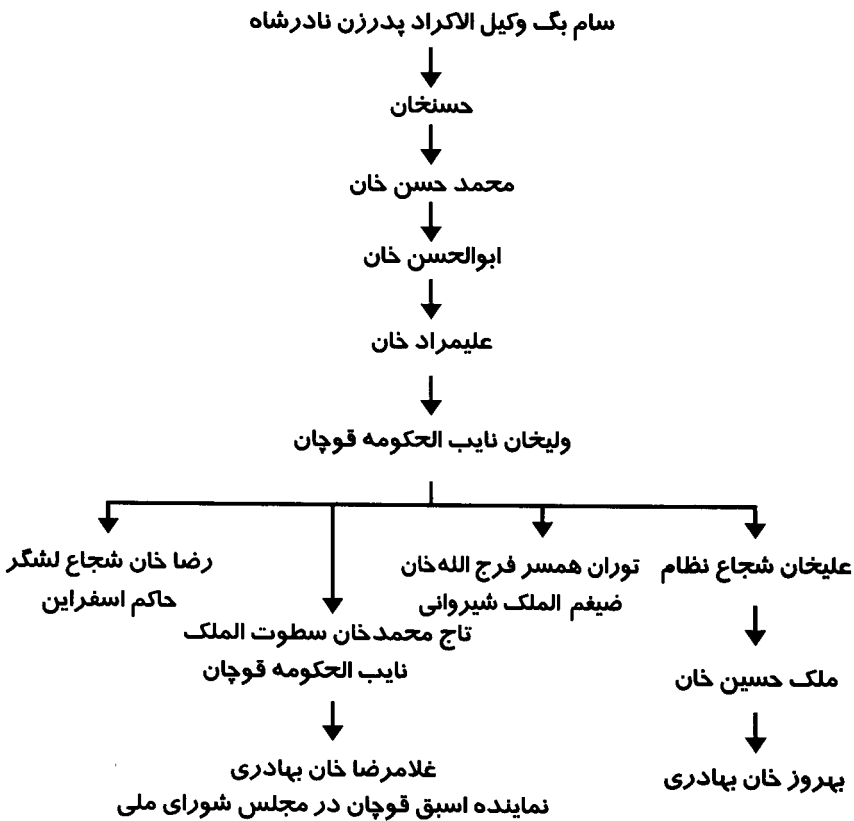 سام بگ وکیل الاکراد پدرزن نادرشاه
حسنخان
محمد حسن خان
ابوالحسن خان
علیمراد خان
ولیخان نایب الحکومه قوچان
علیخان شجاع نظام
توران همسر فرج الله‌خان
ضیغم الملک شیروانی
رضا خان شجاع لشگر
حاکم اسفراین
تاج محمدخان سطوت الملک
نایب الحکومه قوچان
ملک حسین خان
بهروز خان بهادری
غلامرضا خان بهادری
نماینده اسبق قوچان در مجلس شورای ملی